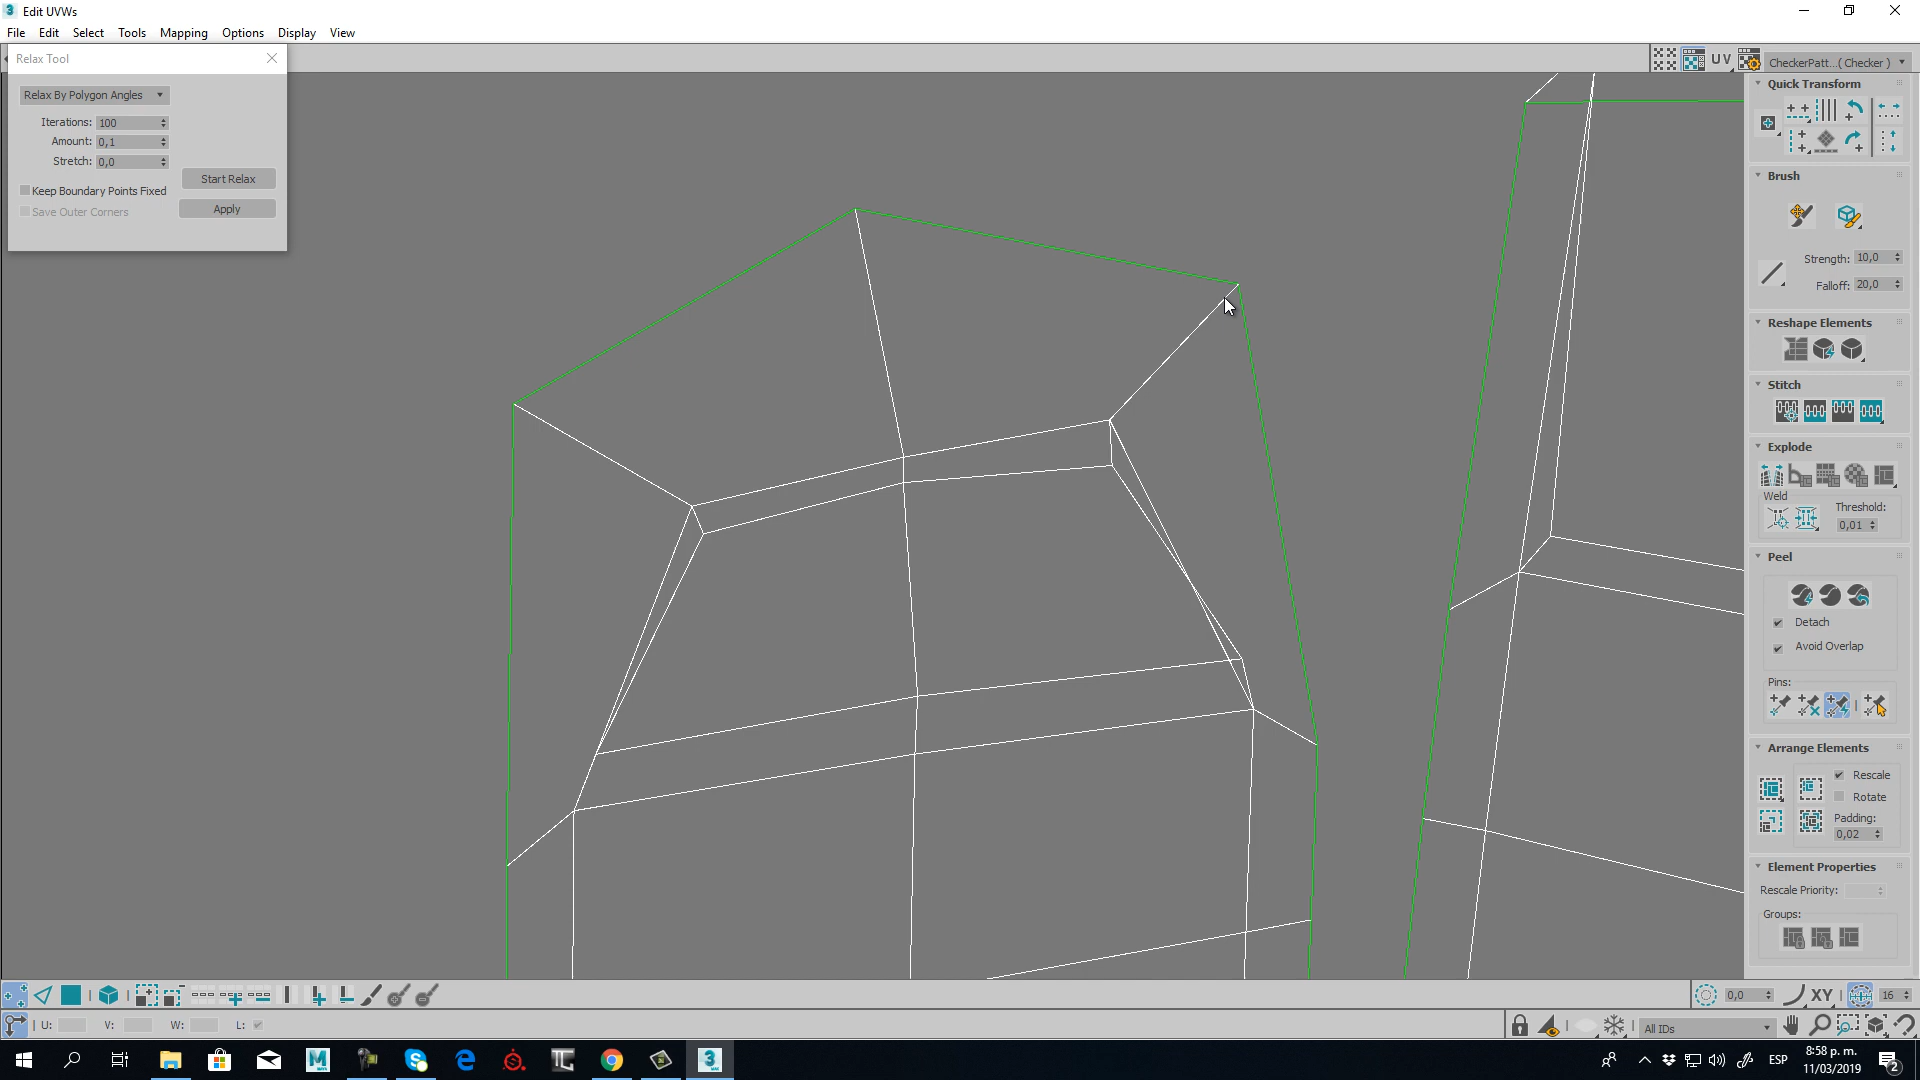 Edit UVWs
File Edit Select Tools Mapping Options Display View
Relax Tool
UV
CheckerPatt...( Checker )
Relax By Polygon Angles
Iterations: 100
Amount: 0,1
Stretch: 0,0
Start Relax
Keep Boundary Points Fixed
Apply
Save Outer Corners
Quick Transform
Brush
Strength: 10,0
Falloff: 20,0
Reshape Elements
Stitch
Explode
Weld
Threshold:
0,01
Peel
Detach
Avoid Overlap
Pins:
Arrange Elements
Rescale
Rotate
Padding:
0,02
Element Properties
Rescale Priority:
Groups:
0,0
XY
16
U: V: W: L:
All IDs
ESP
8:58 p. m.
11/03/2019
2